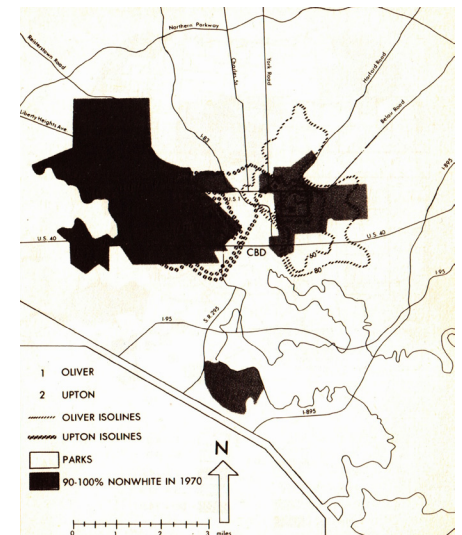 Northern Parkway
Reisterstown Road
Charles St
York Road
Harford Road
Belair Road
Liberty Heights Ave
I-83
I-895
U.S. 1
U.S. 40
CBD
U.S. 40
60
80
I-95
S.R. 295
I-95
I-895
1 OLIVER
2 UPTON
OLIVER ISOLINES
UPTON ISOLINES
PARKS
90-100% NONWHITE IN 1970
N
0 1 2 3 miles